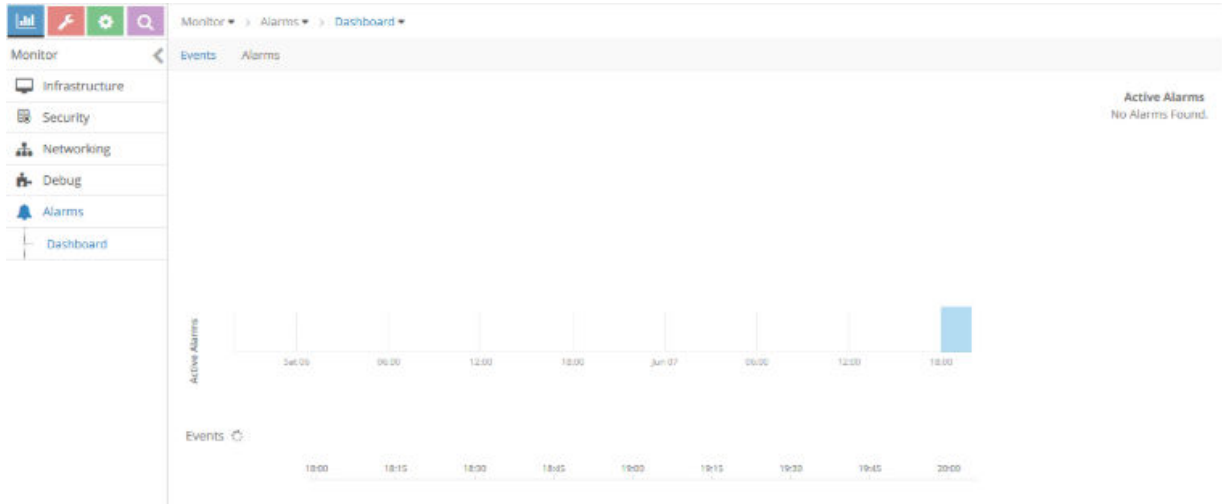 Monitor ▾ > Alarms ▾ > Dashboard ▾
Monitor
Events Alarms
Infrastructure
Security
Networking
Debug
Alarms
Dashboard
Active Alarms
No Alarms Found.
Active Alarms
Sat 06 06:00 12:00 18:00 Jun 07 06:00 12:00 18:00
Events
18:00 18:15 18:30 18:45 19:00 19:15 19:30 19:45 20:00